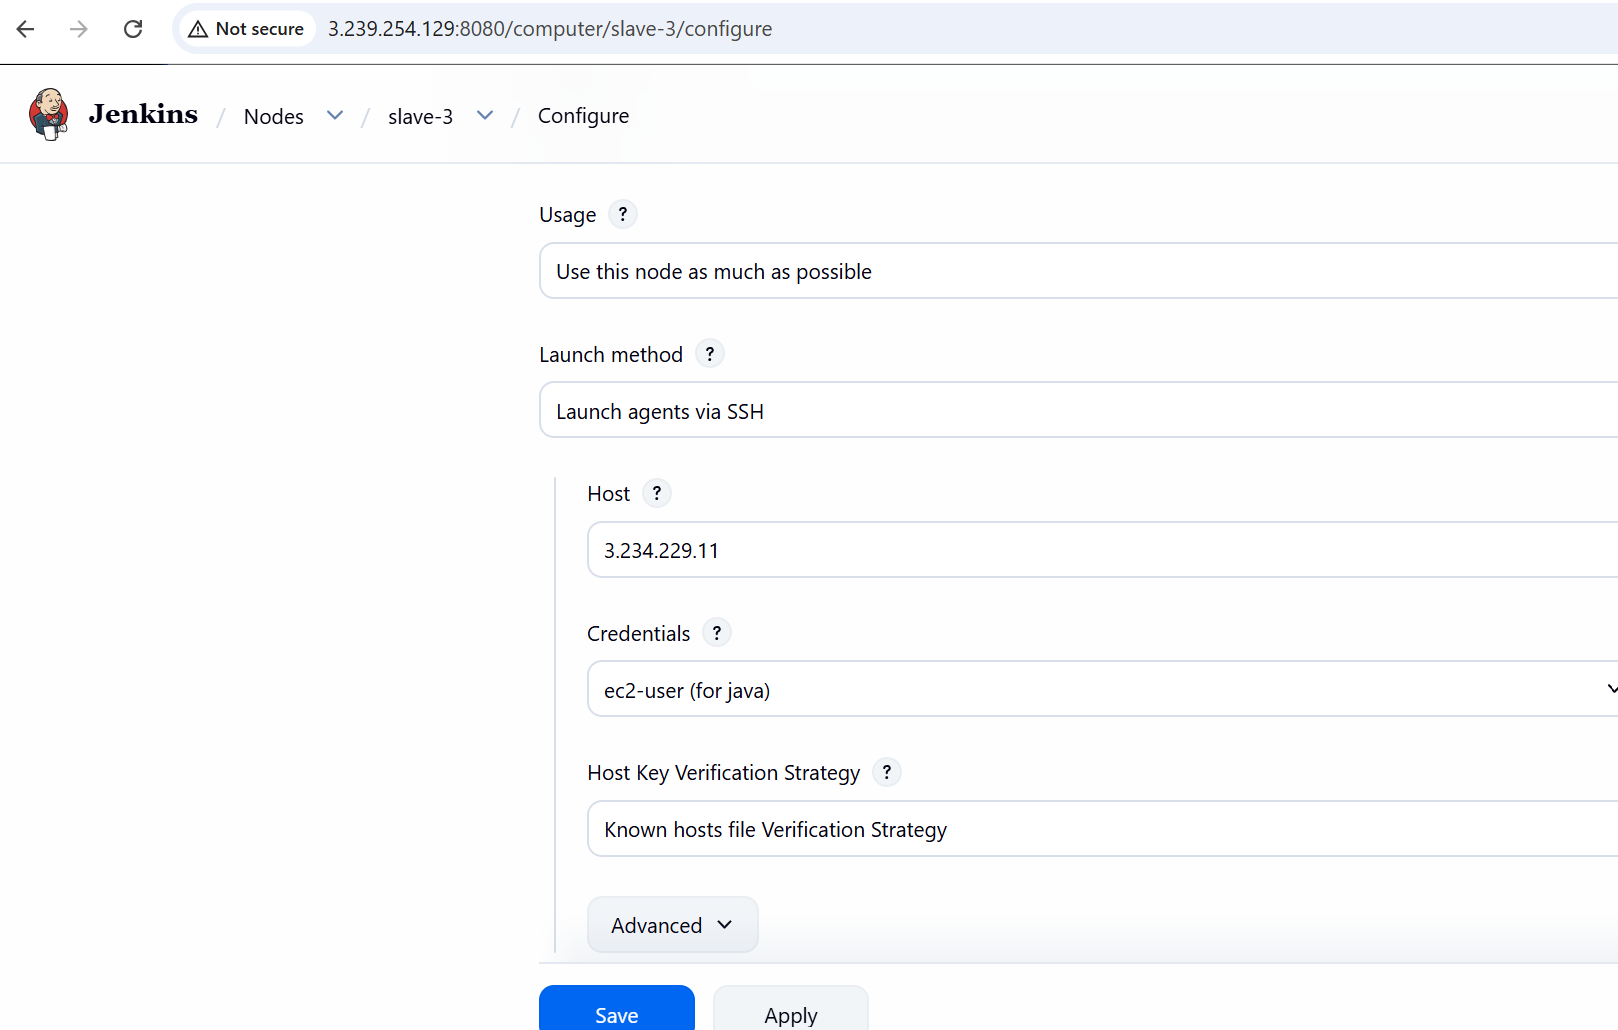 Not secure 3.239.254.129:8080/computer/slave-3/configure
Jenkins / Nodes / slave-3 / Configure
Usage ?
Use this node as much as possible
Launch method ?
Launch agents via SSH
Host ?
3.234.229.11
Credentials ?
ec2-user (for java)
Host Key Verification Strategy ?
Known hosts file Verification Strategy
Advanced
Save Apply